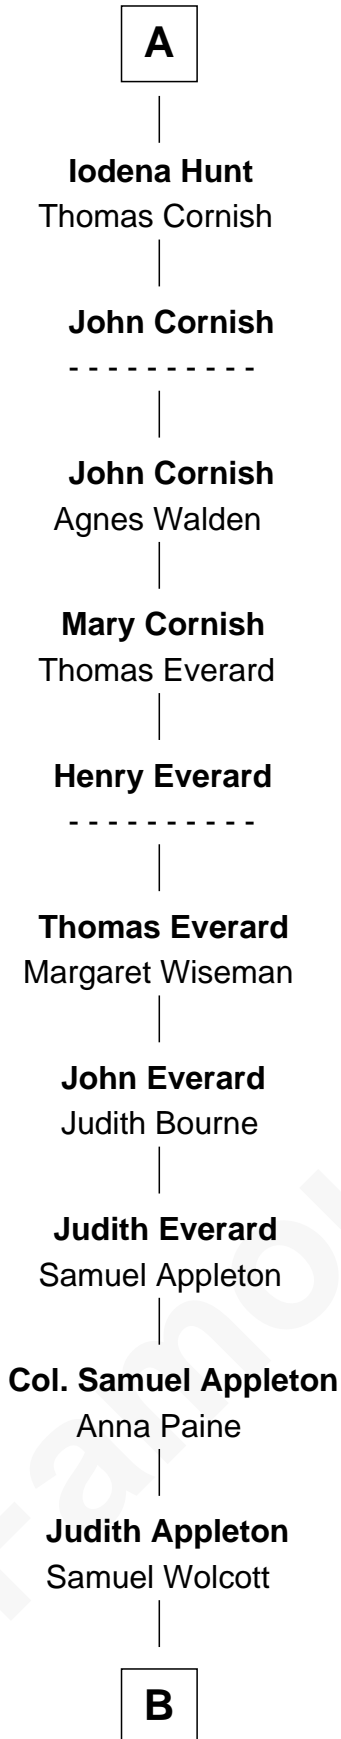 A
Iodena Hunt
Thomas Cornish
John Cornish
- - - - - - - - - -
John Cornish
Agnes Walden
Mary Cornish
Thomas Everard
Henry Everard
- - - - - - - - - -
Thomas Everard
Margaret Wiseman
John Everard
Judith Bourne
Judith Everard
Samuel Appleton
Col. Samuel Appleton
Anna Paine
Judith Appleton
Samuel Wolcott
B